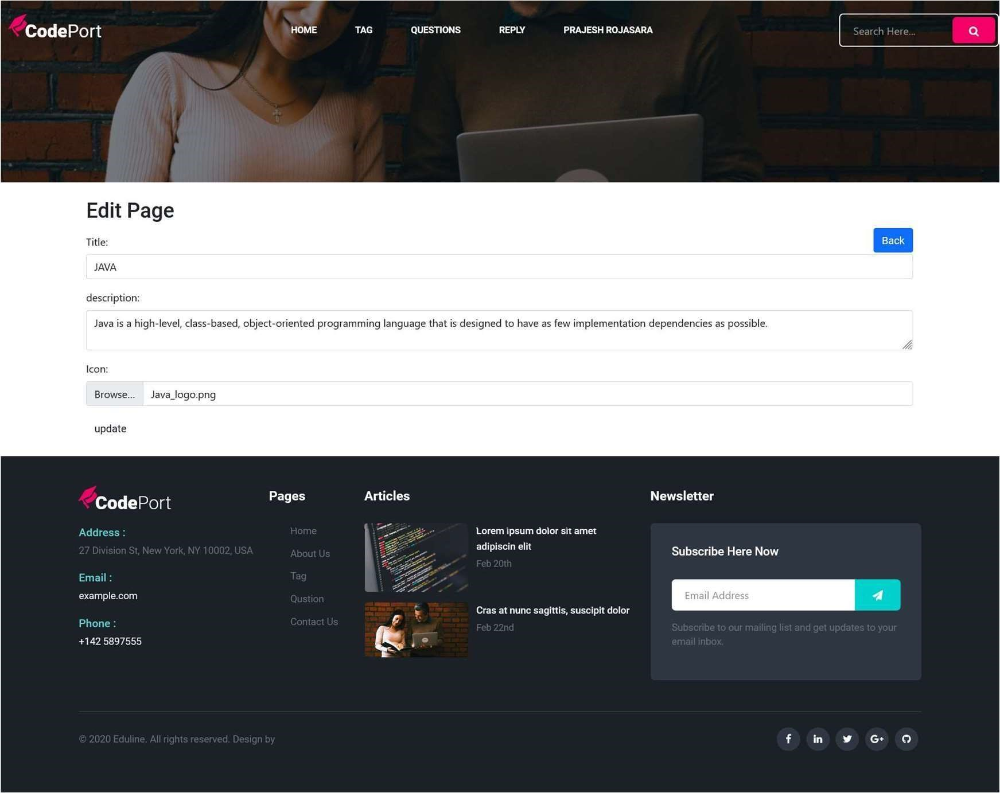 CodePort
HOME TAG QUESTIONS REPLY PRAJESH ROJASARA
Search Here...
Edit Page
Title:
Back
JAVA
description:
Java is a high-level, class-based, object-oriented programming language that is designed to have as few implementation dependencies as possible.
Icon:
Browse... Java_logo.png
update
CodePort
Address :
27 Division St, New York, NY 10002, USA
Email :
example.com
Phone :
+142 5897555
Pages
Home
About Us
Tag
Qustion
Contact Us
Articles
Lorem ipsum dolor sit amet
adipiscin elit
Feb 20th
Cras at nunc sagittis, suscipit dolor
Feb 22nd
Newsletter
Subscribe Here Now
Email Address
Subscribe to our mailing list and get updates to your
email inbox.
© 2020 Eduline. All rights reserved. Design by